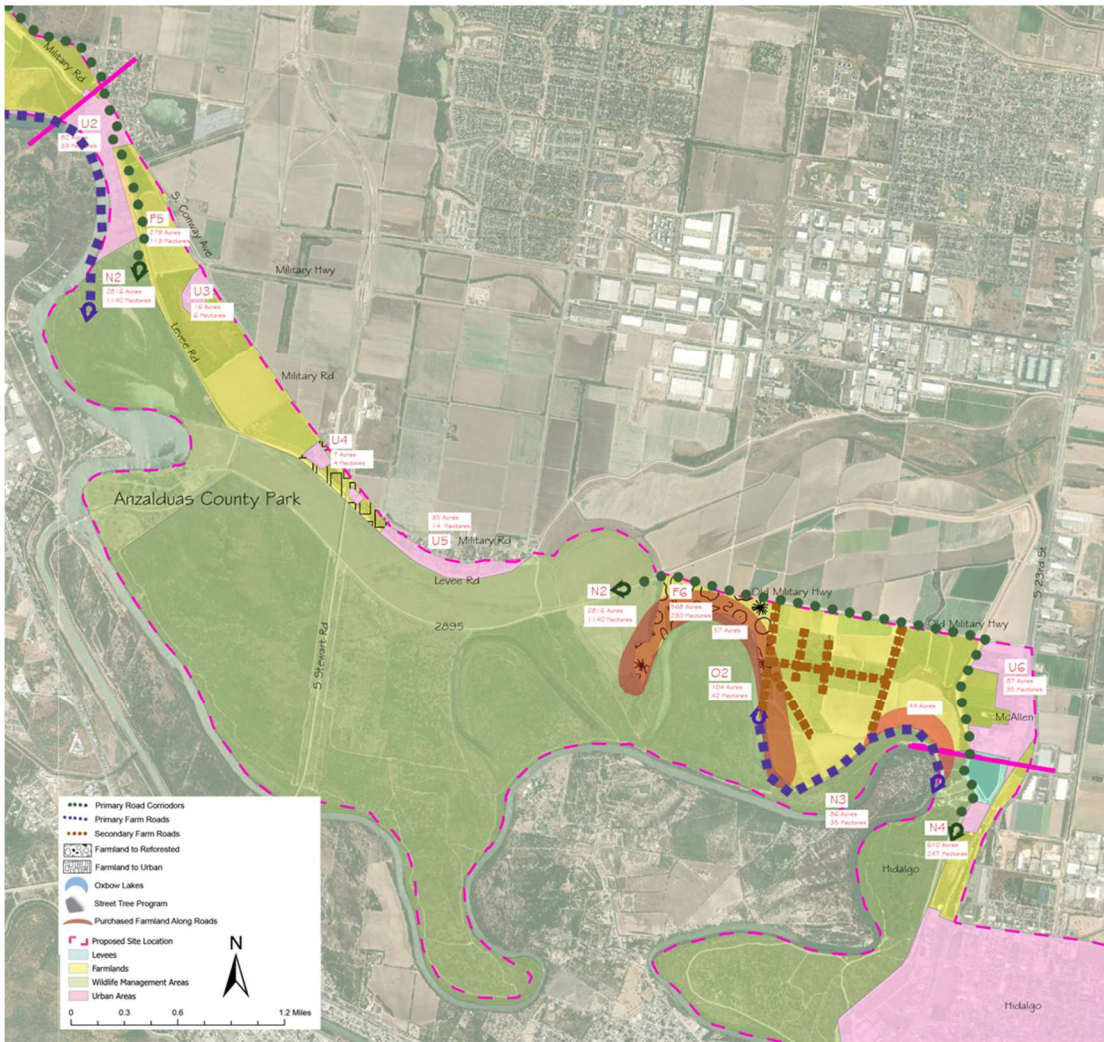 Military Rd
U2
82 Acres
33 Hectares
S. Conway Ave
F5
279 Acres
113 Hectares
Military Hwy
N2
2816 Acres
1140 Hectares
U3
16 Acres
6 Hectares
Levee Rd
Military Rd
U4
7 Acres
4 Hectares
Anzalduas County Park
35 Acres
14 Hectares
U5
Military Rd
Levee Rd
S 23rd St
N2
2816 Acres
1140 Hectares
F6
568 Acres
230 Hectares
Old Military Hwy
57 Acres
Old Military Hwy
2895
S Stewart Rd
O2
104 Acres
42 Hectares
U6
87 Acres
35 Hectares
44 Acres
McAllen
N3
86 Acres
35 Hectares
N4
610 Acres
247 Hectares
Hidalgo
Hidalgo
Primary Road Corridors
Primary Farm Roads
Secondary Farm Roads
Farmland to Reforested
Farmland to Urban
Oxbow Lakes
Street Tree Program
Purchased Farmland Along Roads
Proposed Site Location
Levees
Farmlands
Wildlife Management Areas
Urban Areas
N
0 0.3 0.6 1.2 Miles